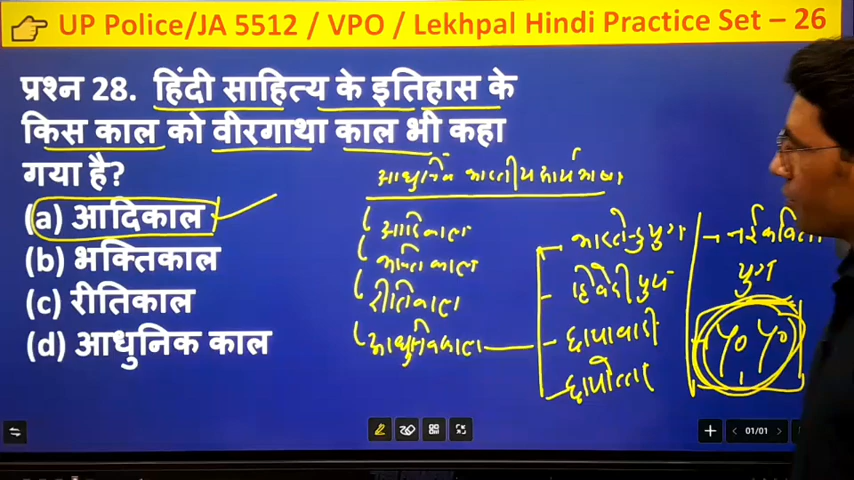 UP Police/JA 5512 / VPO / Lekhpal Hindi Practice Set – 26
प्रश्न 28. हिंदी साहित्य के इतिहास के
किस काल को वीरगाथा काल भी कहा
गया है?
(a) आदिकाल
(b) भक्तिकाल
(c) रीतिकाल
(d) आधुनिक काल
आधुनिक भारतीय आर्य भाषा
आदिकाल
भक्तिकाल
रीतिकाल
आधुनिककाल
भारतेन्दु युग
द्विवेदी युग
छायावादी
छायोत्तर
नई कविता
युग
01/01